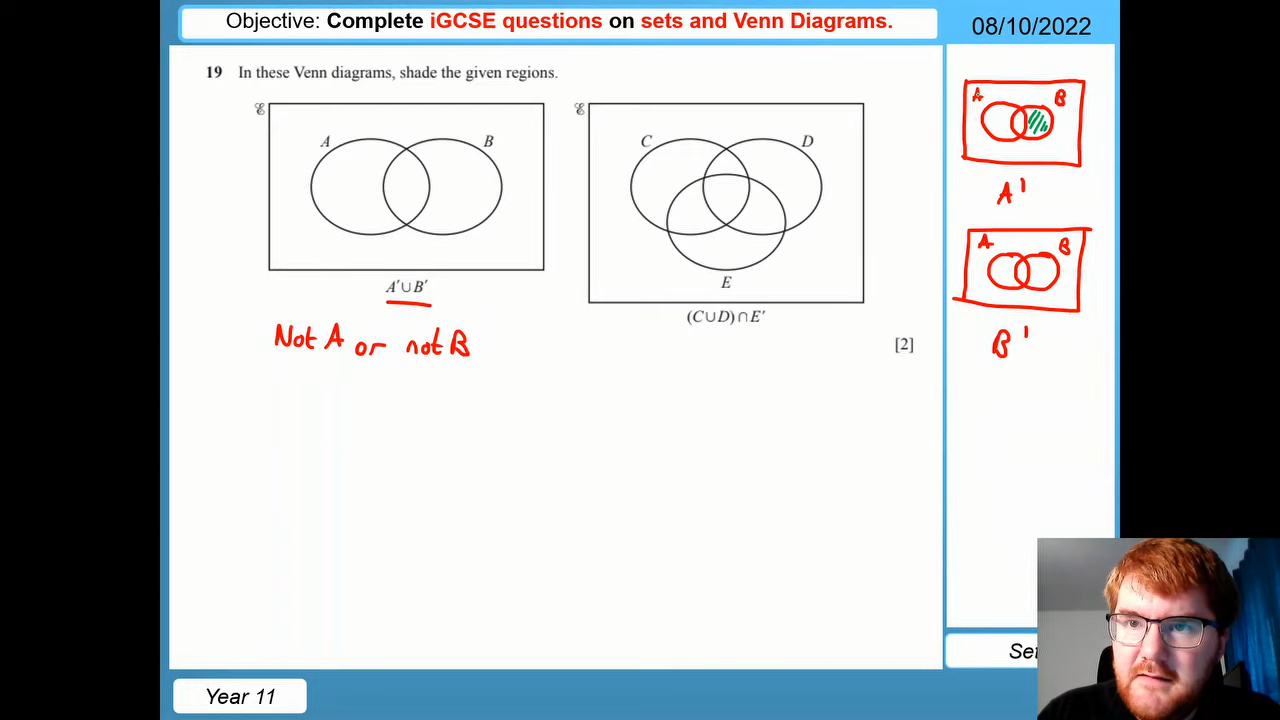 Objective: Complete iGCSE questions on sets and Venn Diagrams.
08/10/2022
19 In these Venn diagrams, shade the given regions.
ℰ
A
B
A′∪B′
Not A or not B
ℰ
C
D
E
(C∪D)∩E′
[2]
A
B
A'
A
B
B'
Year 11